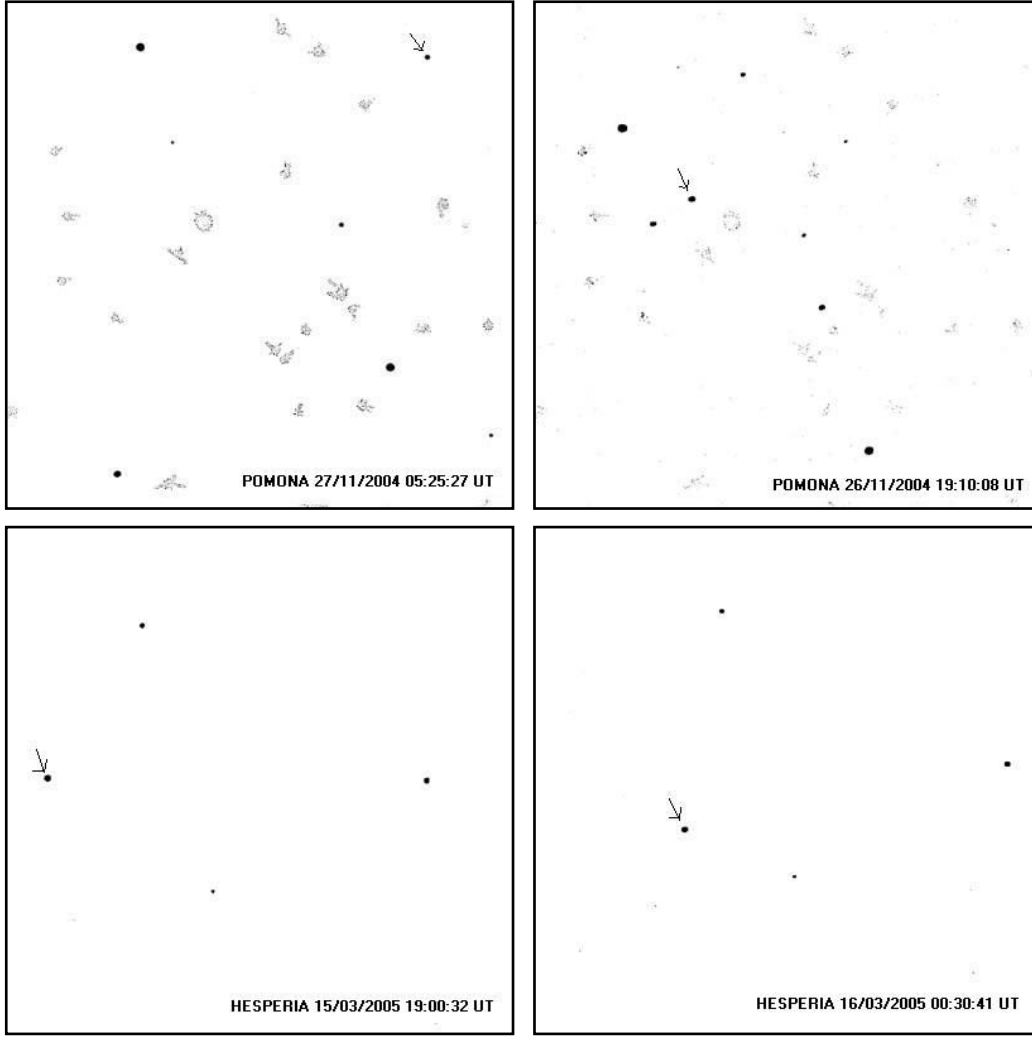 POMONA 27/11/2004 05:25:27 UT
POMONA 26/11/2004 19:10:08 UT
HESPERIA 15/03/2005 19:00:32 UT
HESPERIA 16/03/2005 00:30:41 UT